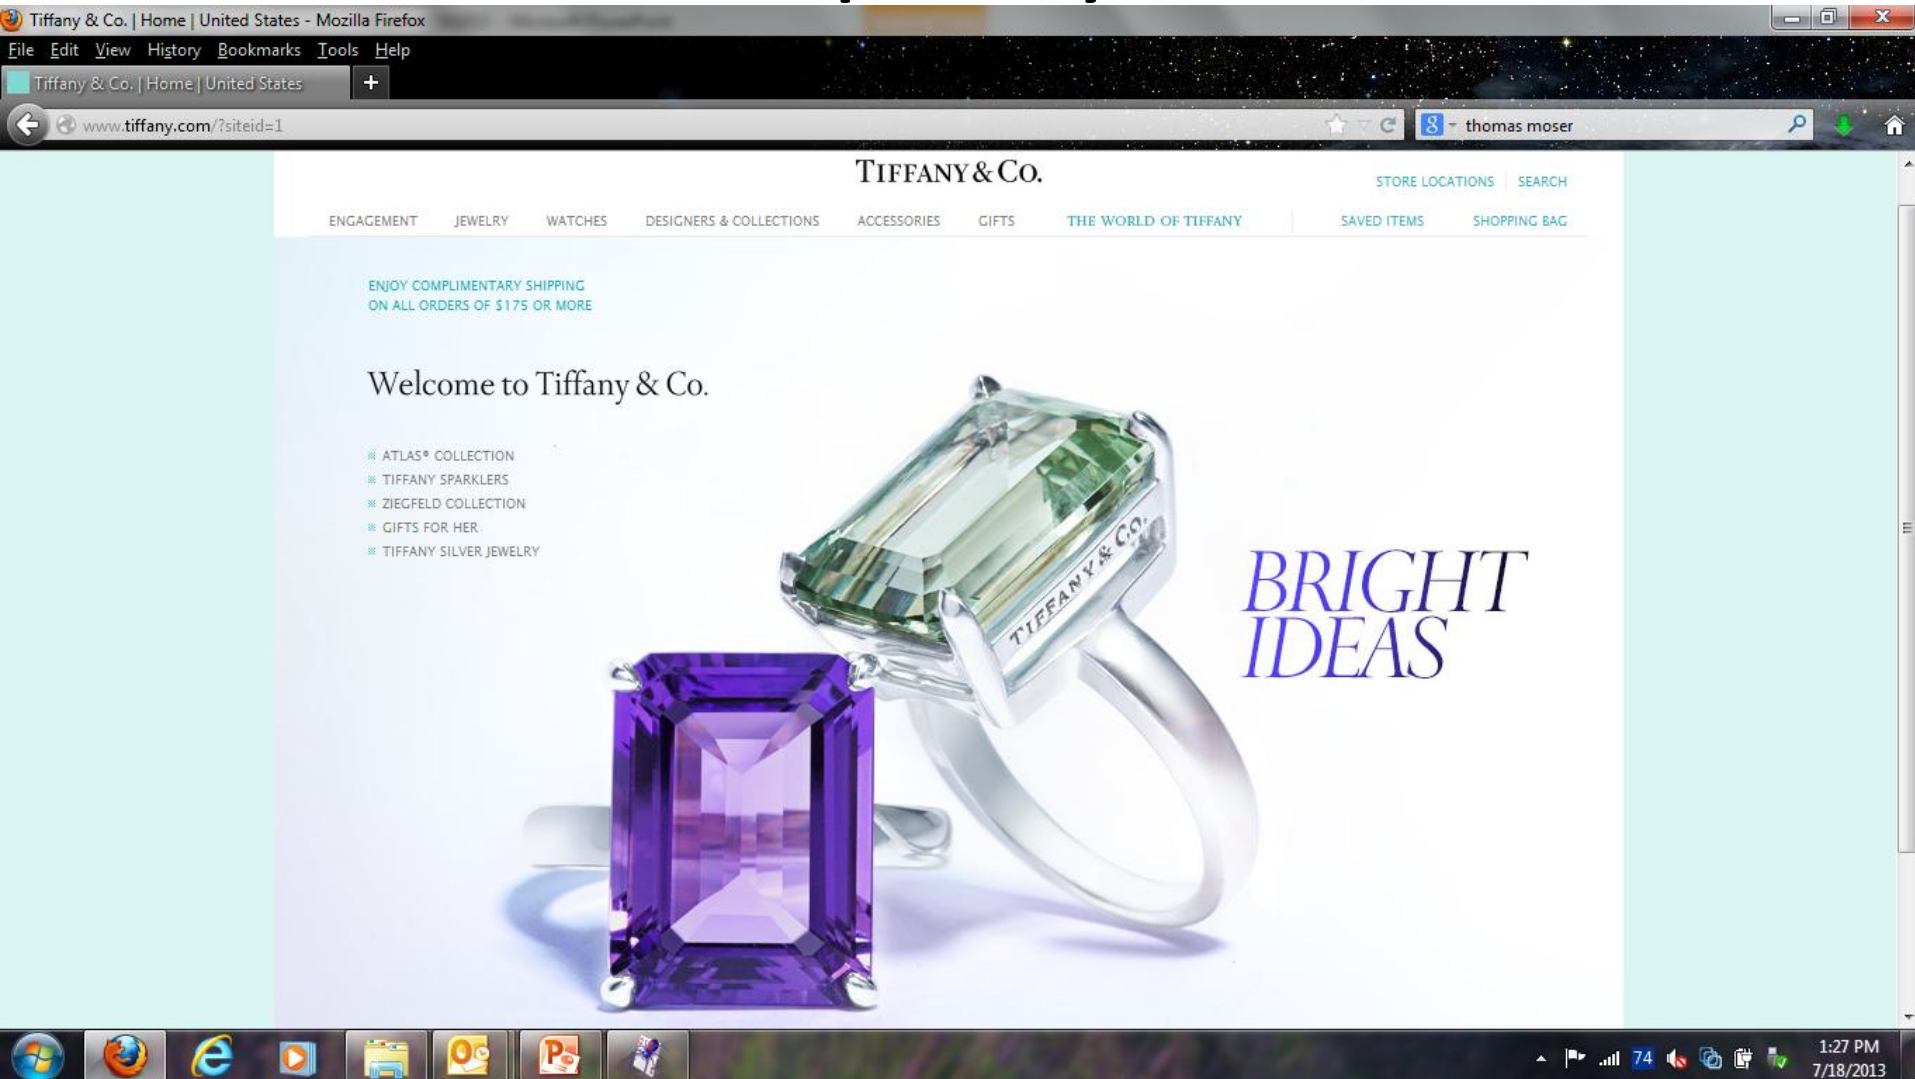 Tiffany & Co. | Home | United States - Mozilla Firefox
File Edit View History Bookmarks Tools Help
Tiffany & Co. | Home | United States +
www.tiffany.com/?siteid=1
8 thomas moser
TIFFANY & CO.
STORE LOCATIONS SEARCH
ENGAGEMENT JEWELRY WATCHES DESIGNERS & COLLECTIONS ACCESSORIES GIFTS THE WORLD OF TIFFANY SAVED ITEMS SHOPPING BAG
ENJOY COMPLIMENTARY SHIPPING
ON ALL ORDERS OF $175 OR MORE
Welcome to Tiffany & Co.
ATLAS® COLLECTION
TIFFANY SPARKLERS
ZIEGFELD COLLECTION
GIFTS FOR HER
TIFFANY SILVER JEWELRY
TIFFANY & CO.
BRIGHT
IDEAS
74
1:27 PM
7/18/2013